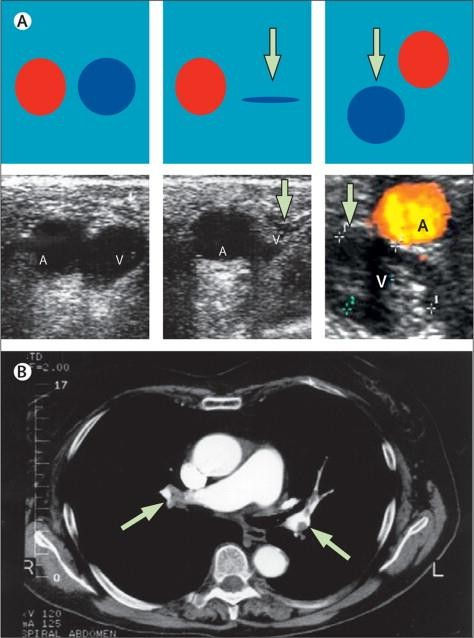 A
A
V
A
V
A
V
B
TD
F=2.00
17
0
R
L
kV 120
mA 125
SPIRAL ABDOMEN